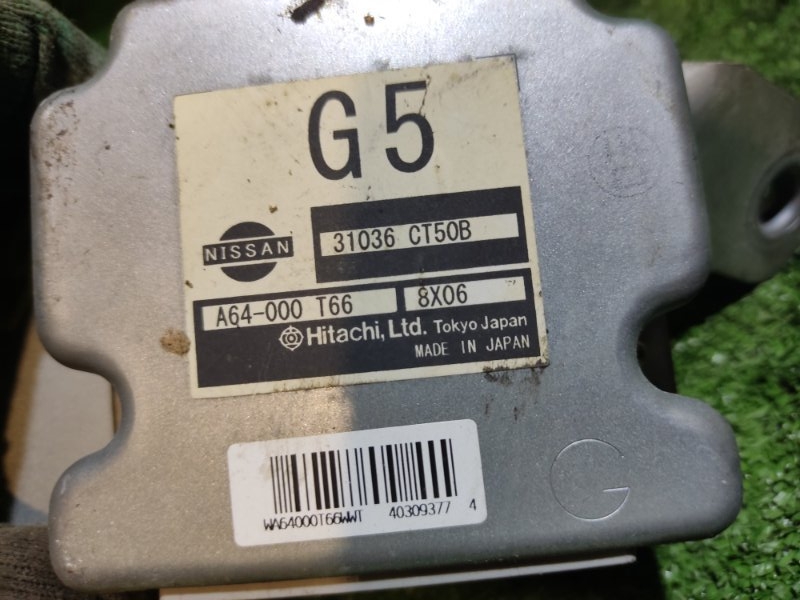 G5
NISSAN
31036 CT50B
A64-000 T66
8X06
Hitachi, Ltd. Tokyo Japan
MADE IN JAPAN
WA64000T66WWT 40309377 4
G